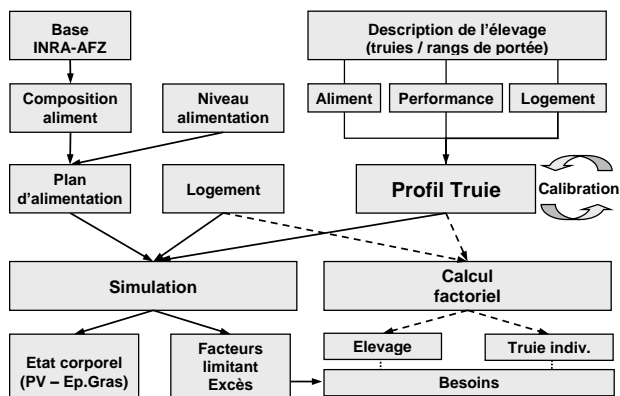 Base
INRA-AFZ
Description de l'élevage
(truies / rangs de portée)
Composition
aliment
Niveau
alimentation
Aliment
Performance
Logement
Plan
d'alimentation
Logement
Profil Truie
Calibration
Simulation
Calcul
factoriel
Etat corporel
(PV – Ep.Gras)
Facteurs
limitant
Excès
Elevage
Truie indiv.
Besoins